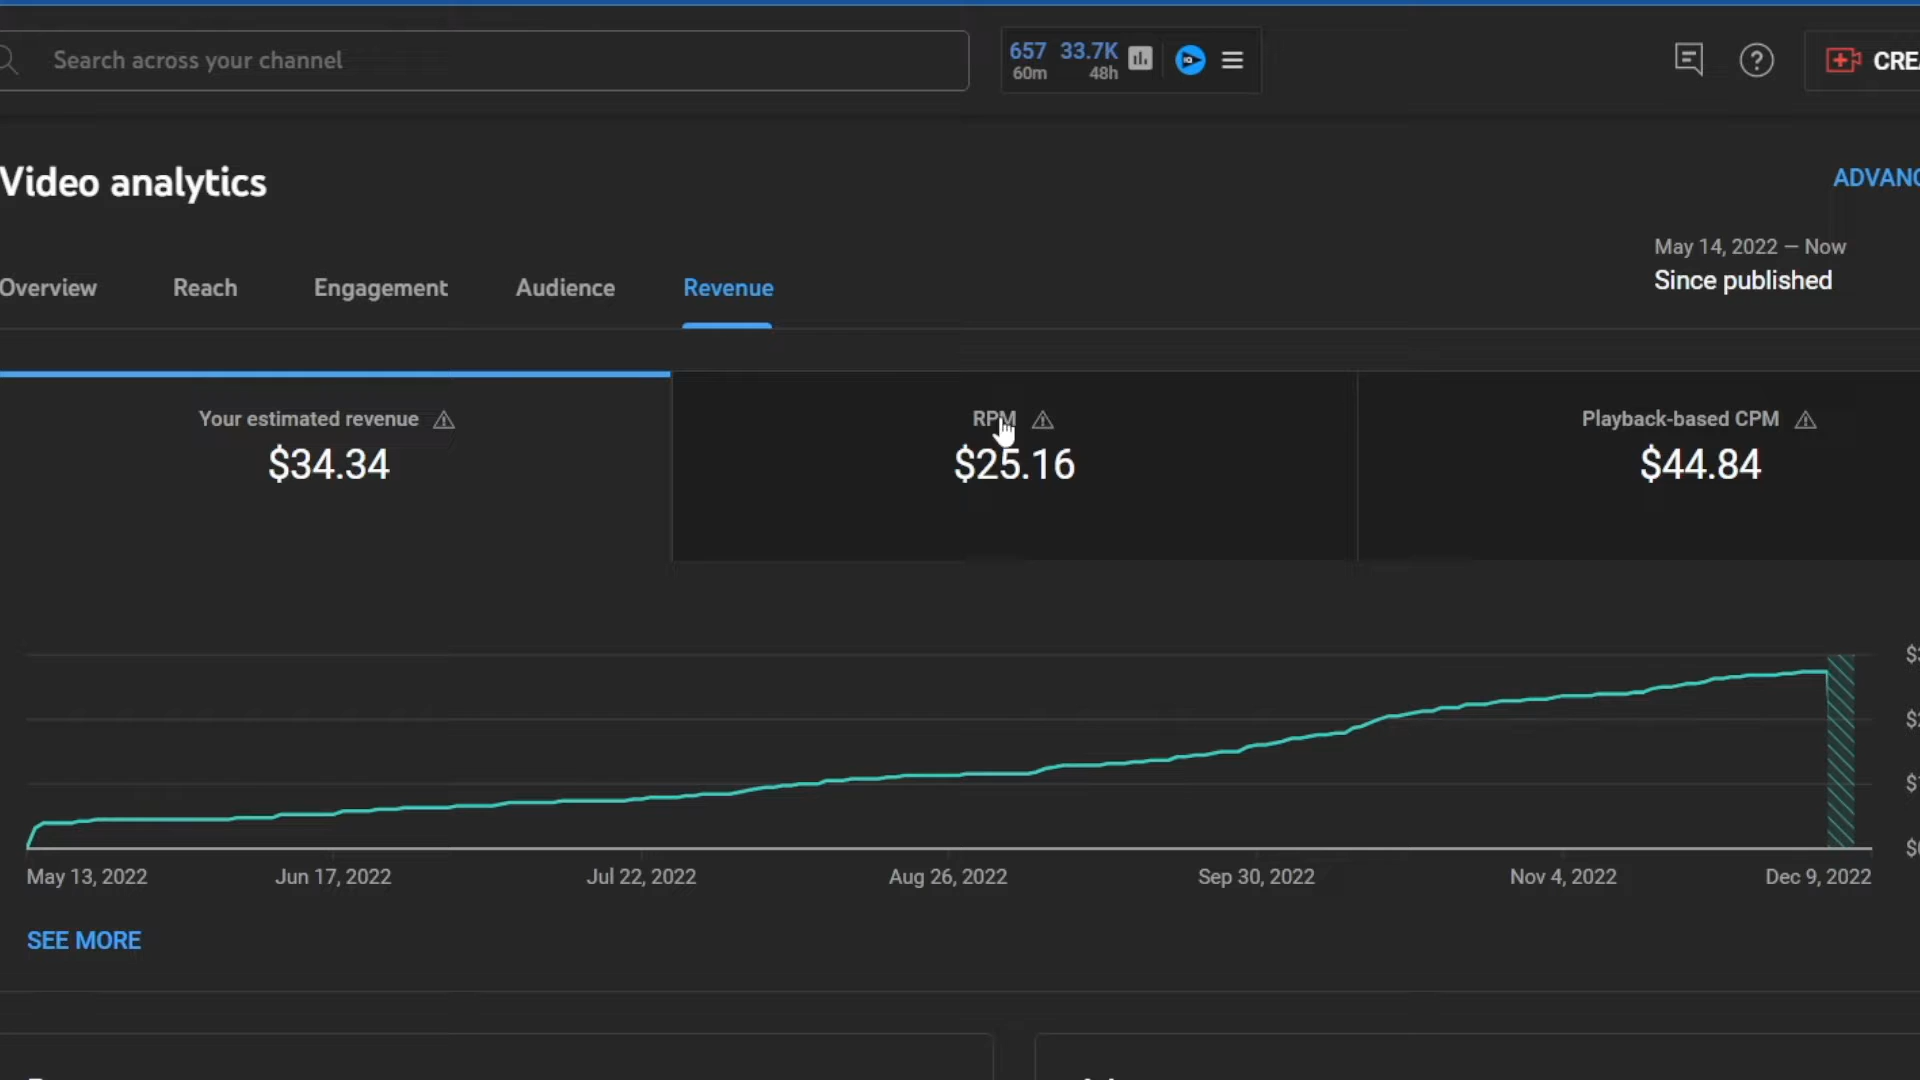 Search across your channel
657 33.7K
60m 48h
CRE
Video analytics
ADVANC
May 14, 2022 – Now
Since published
Overview Reach Engagement Audience Revenue
Your estimated revenue
$34.34
RPM
$25.16
Playback-based CPM
$44.84
May 13, 2022 Jun 17, 2022 Jul 22, 2022 Aug 26, 2022 Sep 30, 2022 Nov 4, 2022 Dec 9, 2022
SEE MORE